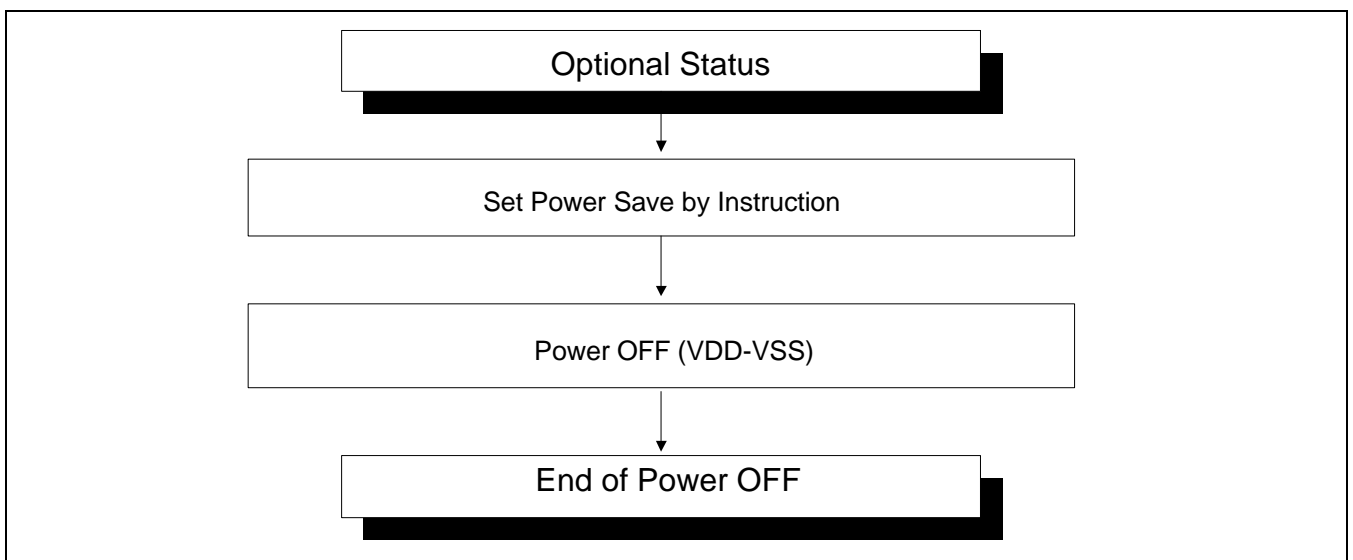 Optional Status
Set Power Save by Instruction
Power OFF (VDD-VSS)
End of Power OFF